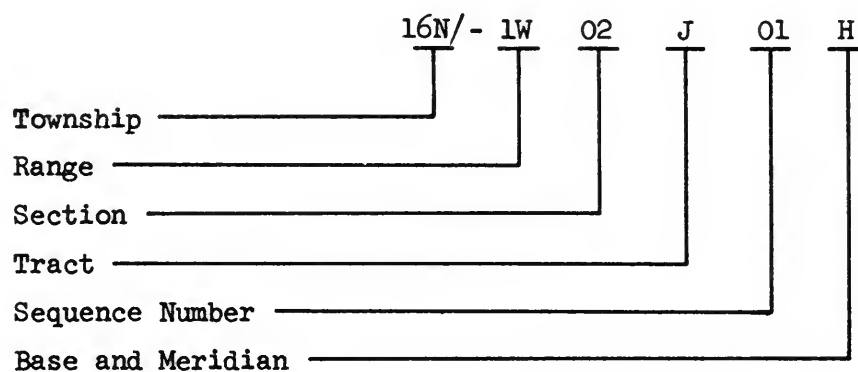 16N/- 1W 02 J 01 H
Township
Range
Section
Tract
Sequence Number
Base and Meridian